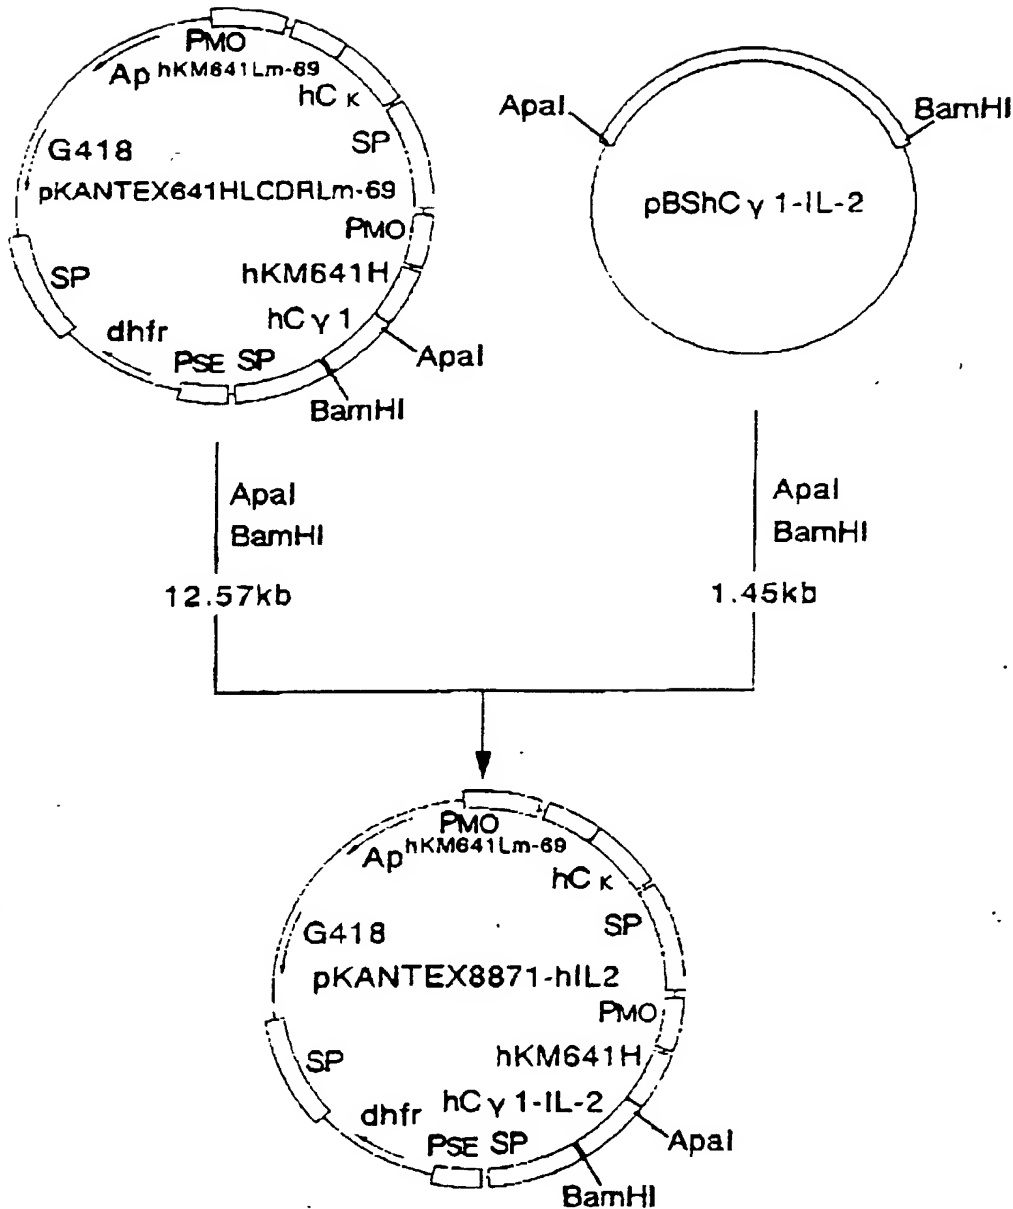 PMO
Ap hKM641Lm-69
hCκ
SP
G418
pKANTEX641HLCDRLm-69
PMO
hKM641H
SP
hCγ1
dhfr
PSE SP
ApaI
BamHI
ApaI
BamHI
pBShCγ1-IL-2
ApaI
BamHI
12.57kb
ApaI
BamHI
1.45kb
PMO
Ap hKM641Lm-69
hCκ
SP
G418
pKANTEX8871-hIL2
PMO
hKM641H
SP
hCγ1-IL-2
dhfr
PSE SP
ApaI
BamHI